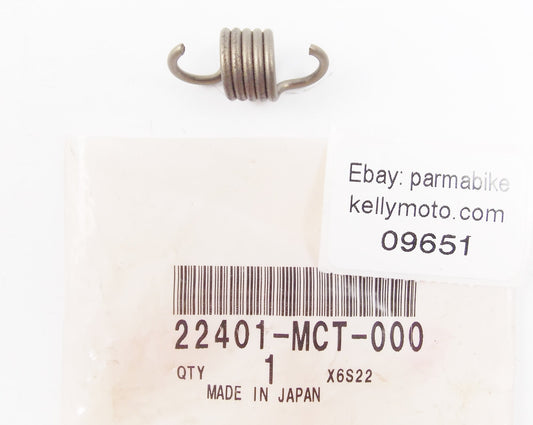 Ebay: parmabike
kellymoto.com
09651
22401-MCT-000
QTY 1 X6S22
MADE IN JAPAN